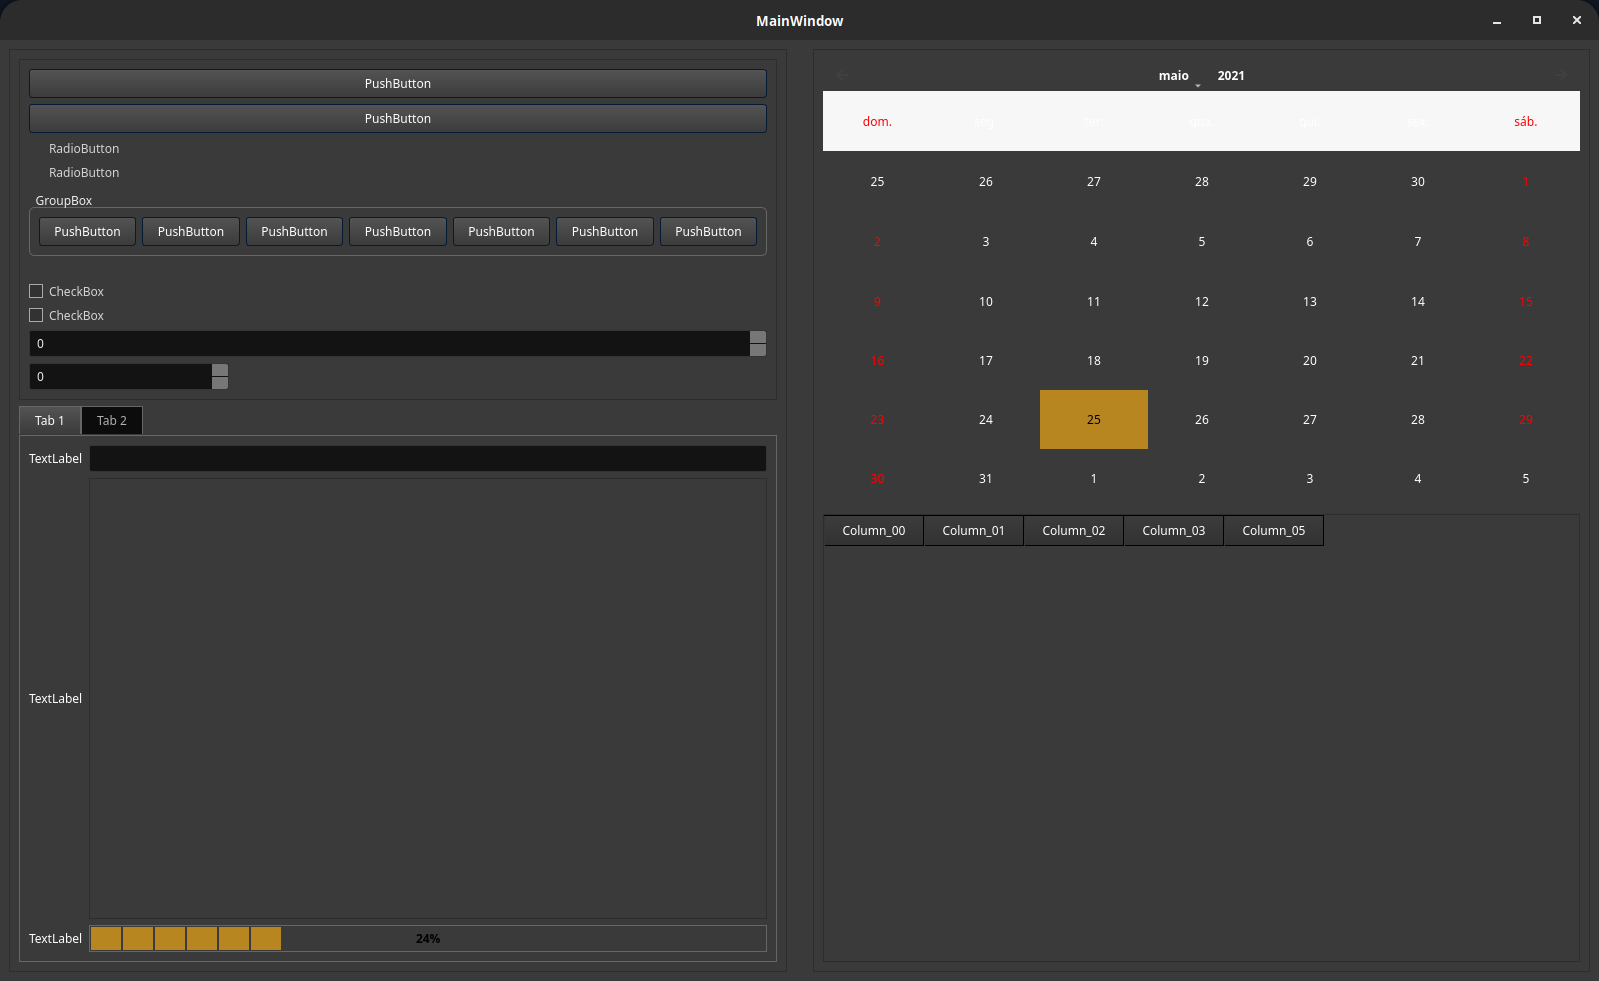 MainWindow
PushButton
PushButton
RadioButton
RadioButton
GroupBox
PushButton PushButton PushButton PushButton PushButton PushButton PushButton
CheckBox
CheckBox
0
0
Tab 1 Tab 2
TextLabel
TextLabel
TextLabel 24%
maio 2021
dom. seg. ter. qua. qui. sex. sáb.
25 26 27 28 29 30 1
2 3 4 5 6 7 8
9 10 11 12 13 14 15
16 17 18 19 20 21 22
23 24 25 26 27 28 29
30 31 1 2 3 4 5
Column_00 Column_01 Column_02 Column_03 Column_05